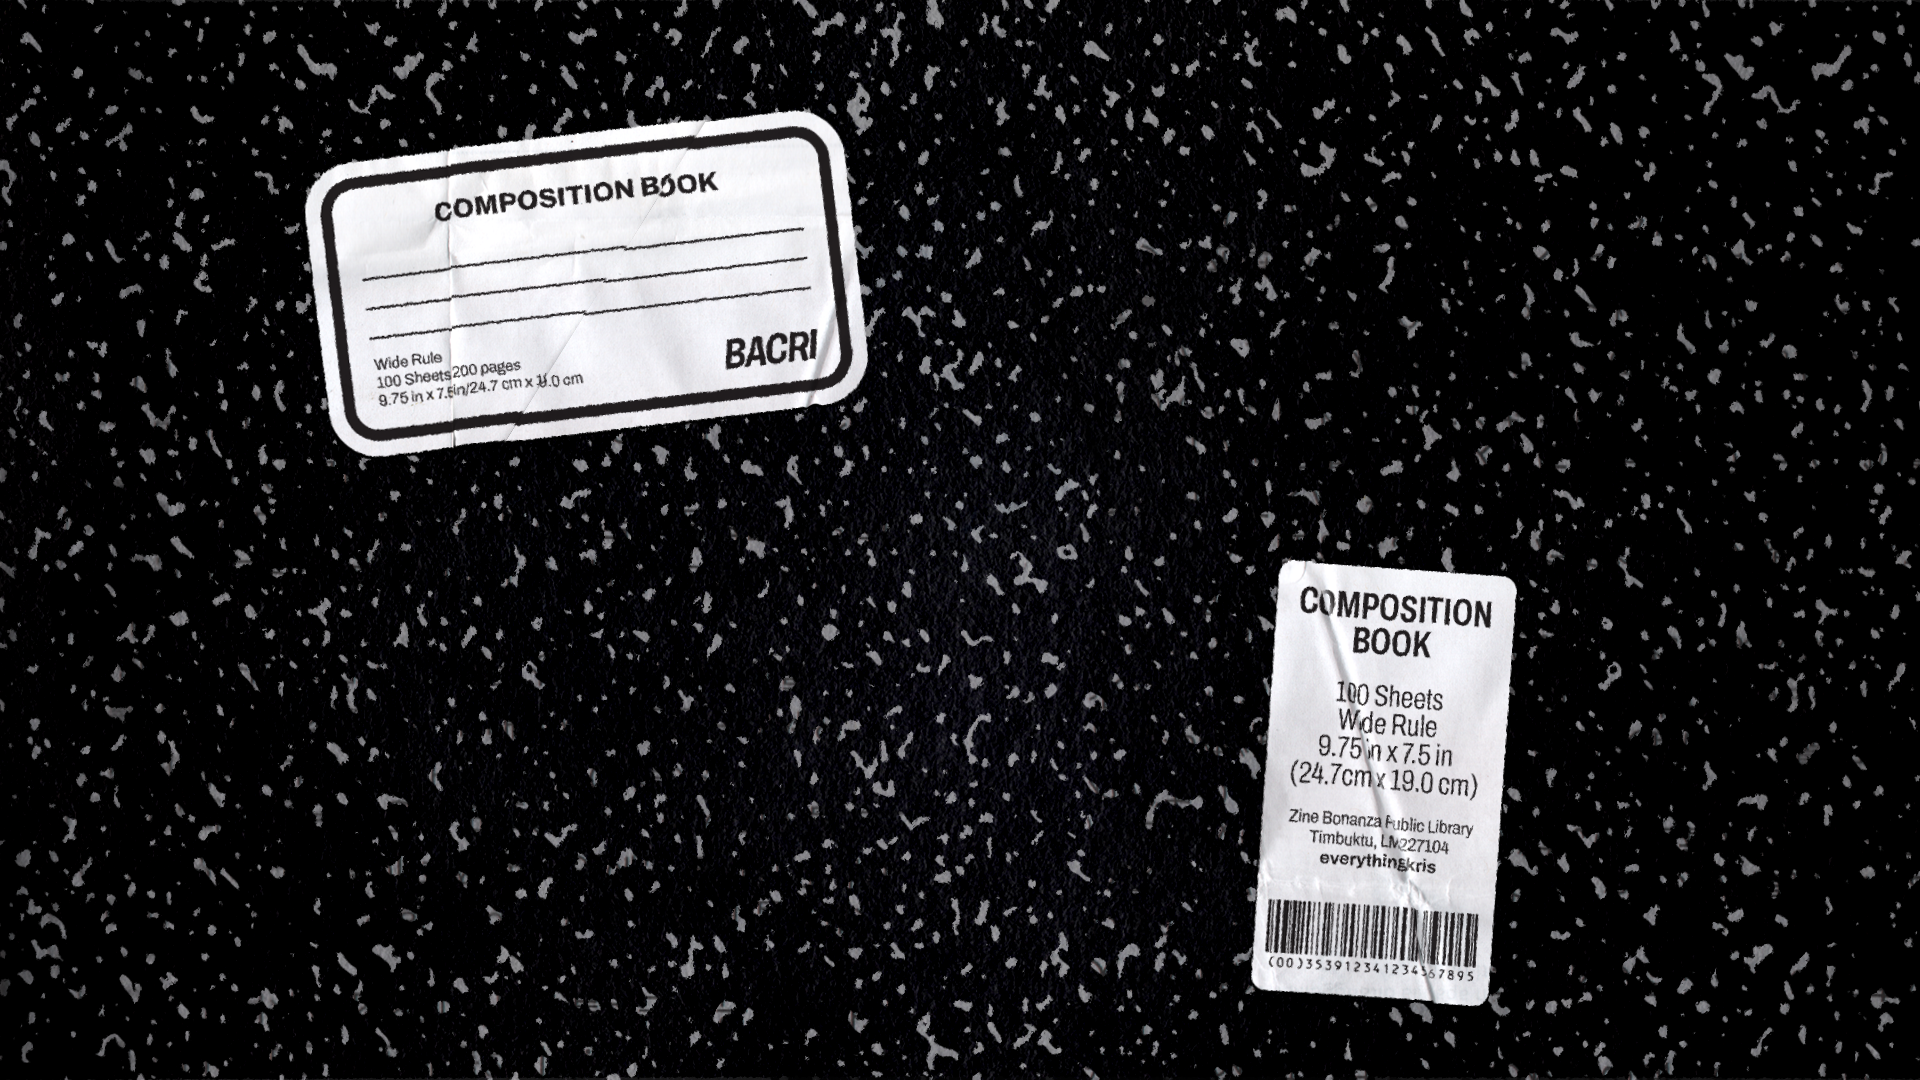 COMPOSITION BOOK
Wide Rule
100 Sheets 200 pages
9.75 in x 7.5in/24.7 cm x 19.0 cm
BACRI
COMPOSITION
BOOK
100 Sheets
Wide Rule
9.75 in x 7.5 in
(24.7cm x 19.0 cm)
Zine Bonanza Public Library
Timbuktu, LM227104
everythingkris
(00)353912341234567895